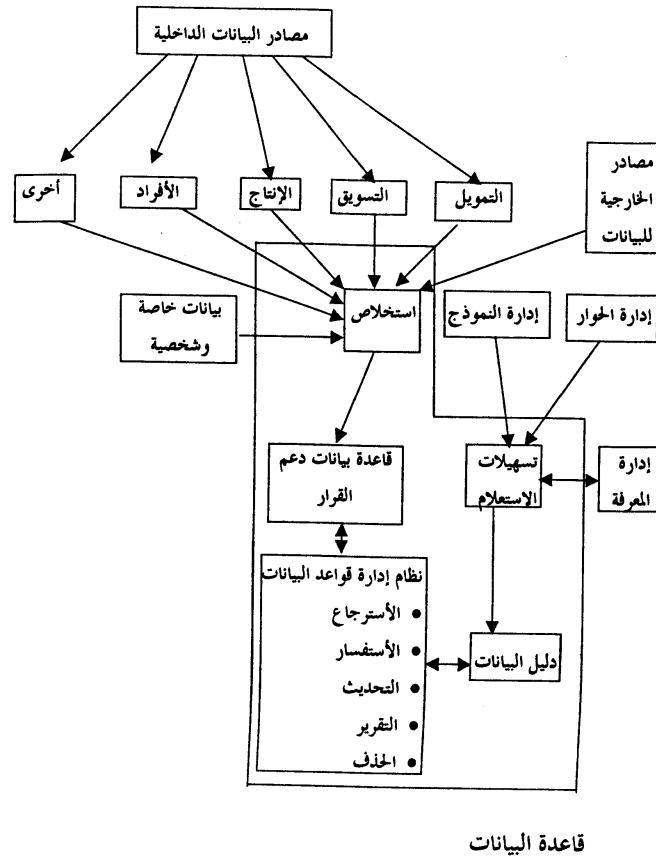 مصادر البيانات الداخلية
مصادر
الخارجية
للبيانات
التمويل
التسويق
الإنتاج
الأفراد
أخرى
إدارة الحوار
إدارة النموذج
استخلاص
بيانات خاصة
وشخصية
إدارة
المعرفة
تسهيلات
الإستعلام
قاعدة بيانات دعم
القرار
نظام إدارة قواعد البيانات
● الأسترجاع
● الأستفسار
● التحديث
● التقرير
● الحذف
دليل البيانات
قاعدة البيانات